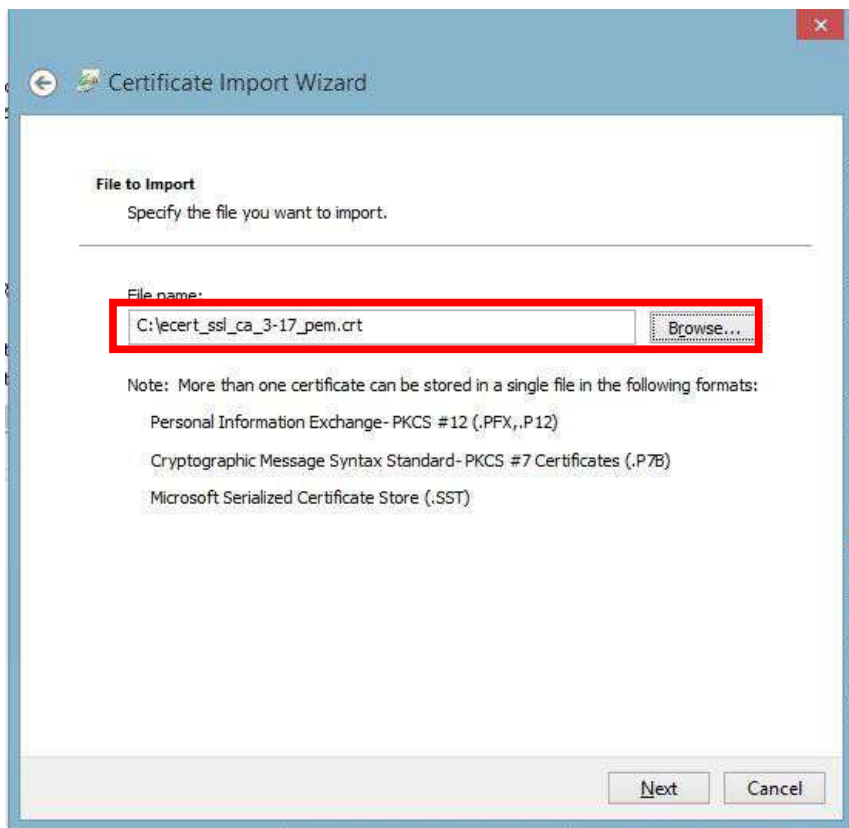 Certificate Import Wizard
File to Import
Specify the file you want to import.
File name:
C:\ecert_ssl_ca_3-17_pem.crt
Browse...
Note: More than one certificate can be stored in a single file in the following formats:
Personal Information Exchange- PKCS #12 (.PFX,.P12)
Cryptographic Message Syntax Standard- PKCS #7 Certificates (.P7B)
Microsoft Serialized Certificate Store (.SST)
Next Cancel